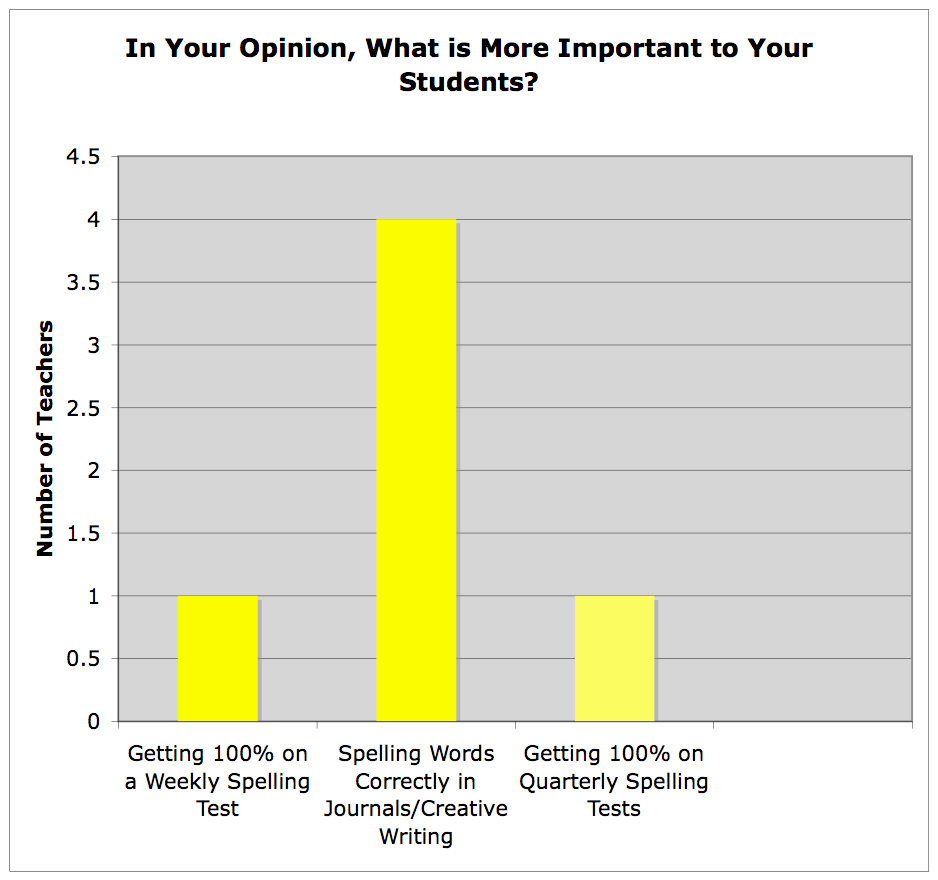 In Your Opinion, What is More Important to Your
Students?
4.5
4
3.5
3
2.5
2
1.5
1
0.5
0
Number of Teachers
Getting 100% on
a Weekly Spelling
Test
Spelling Words
Correctly in
Journals/Creative
Writing
Getting 100% on
Quarterly Spelling
Tests